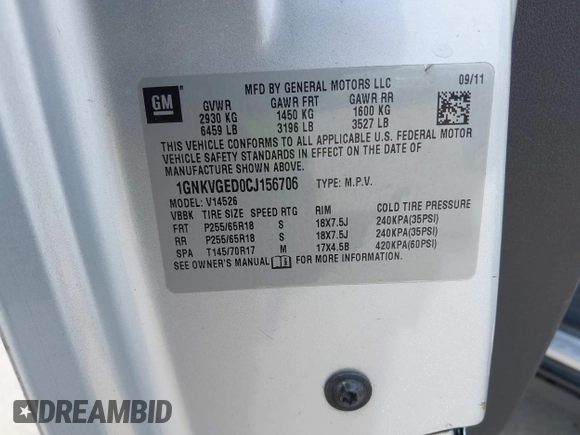 MFD BY GENERAL MOTORS LLC 09/11
GM
GVWR GAWR FRT GAWR RR
2930 KG 1450 KG 1600 KG
6459 LB 3196 LB 3527 LB
THIS VEHICLE CONFORMS TO ALL APPLICABLE U.S. FEDERAL MOTOR
VEHICLE SAFETY STANDARDS IN EFFECT ON THE DATE OF
MANUFACTURE SHOWN ABOVE.
1GNKVGED0CJ156706 TYPE: M.P.V.
MODEL: V14526
VBBK TIRE SIZE SPEED RTG RIM COLD TIRE PRESSURE
FRT P255/65R18 S 18X7.5J 240KPA(35PSI)
RR P255/65R18 S 18X7.5J 240KPA(35PSI)
SPA T145/70R17 M 17X4.5B 420KPA(60PSI)
SEE OWNER'S MANUAL FOR MORE INFORMATION.
DREAMBID